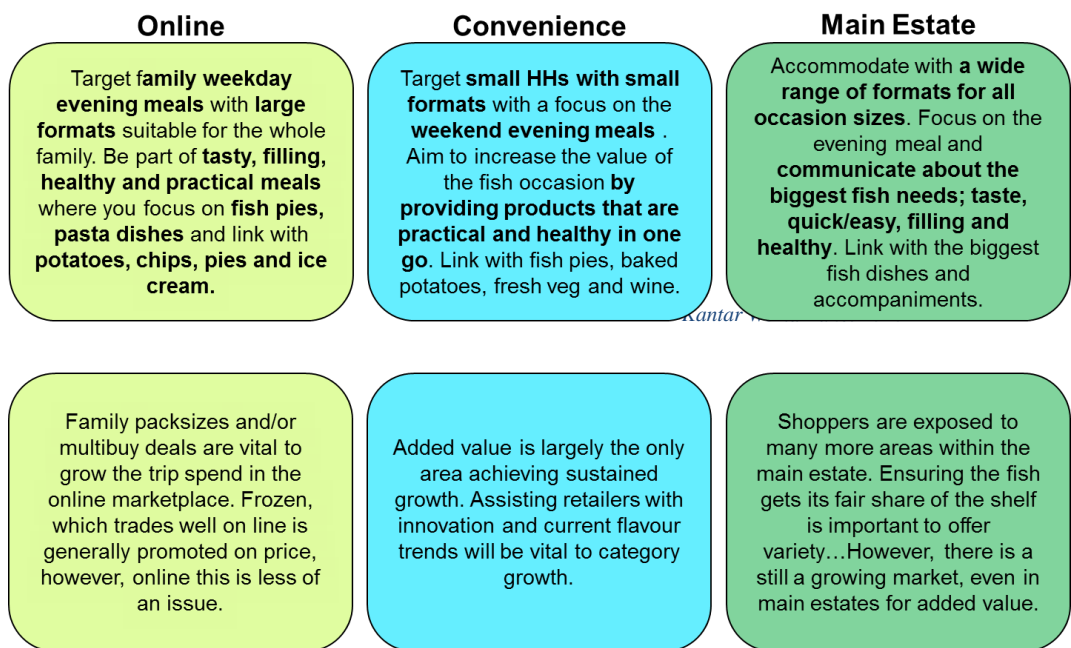 Online
Target family weekday
evening meals with large
formats suitable for the whole
family. Be part of tasty, filling,
healthy and practical meals
where you focus on fish pies,
pasta dishes and link with
potatoes, chips, pies and ice
cream.
Convenience
Target small HHs with small
formats with a focus on the
weekend evening meals .
Aim to increase the value of
the fish occasion by
providing products that are
practical and healthy in one
go. Link with fish pies, baked
potatoes, fresh veg and wine.
Main Estate
Accommodate with a wide
range of formats for all
occasion sizes. Focus on the
evening meal and
communicate about the
biggest fish needs; taste,
quick/easy, filling and
healthy. Link with the biggest
fish dishes and
accompaniments.
Kantar
Family packsizes and/or
multibuy deals are vital to
grow the trip spend in the
online marketplace. Frozen,
which trades well on line is
generally promoted on price,
however, online this is less of
an issue.
Added value is largely the only
area achieving sustained
growth. Assisting retailers with
innovation and current flavour
trends will be vital to category
growth.
Shoppers are exposed to
many more areas within the
main estate. Ensuring the fish
gets its fair share of the shelf
is important to offer
variety…However, there is a
still a growing market, even in
main estates for added value.